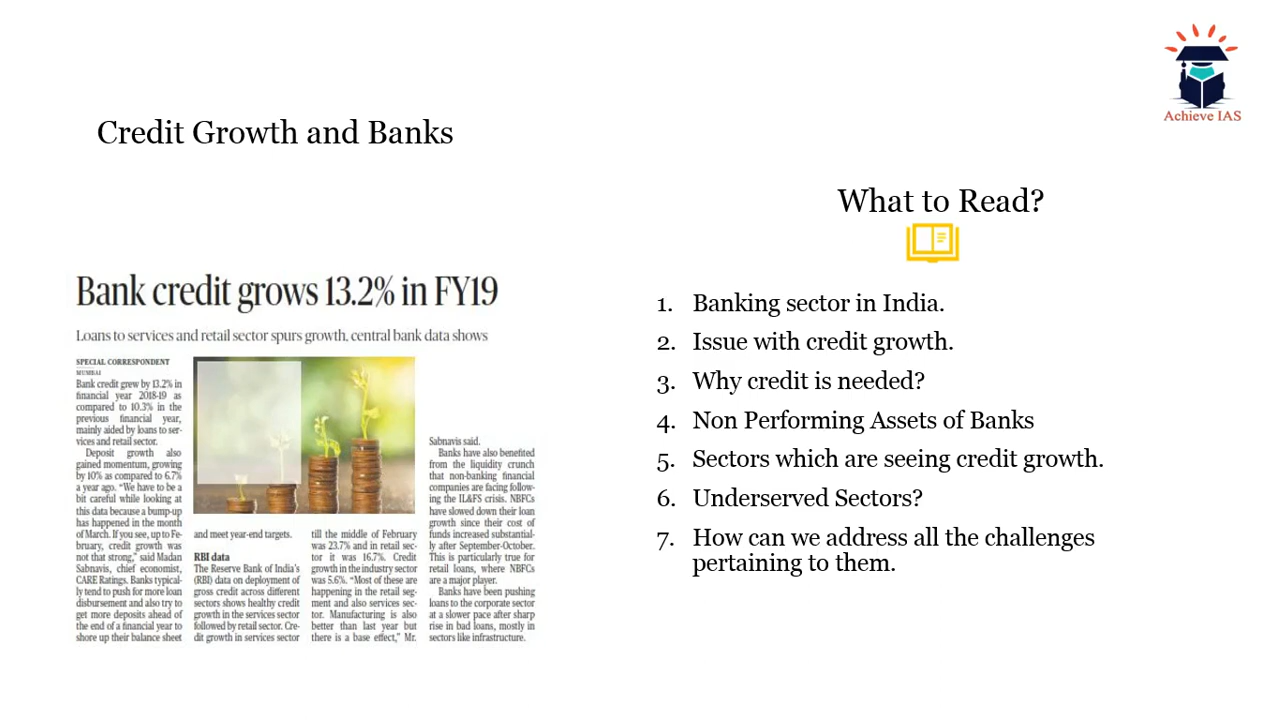 Achieve IAS
Credit Growth and Banks
What to Read?
Bank credit grows 13.2% in FY19
Loans to services and retail sector spurs growth, central bank data shows
SPECIAL CORRESPONDENT
MUMBAI
Bank credit grew by 13.2% in
financial year 2018-19 as
compared to 10.3% in the
previous financial year,
mainly aided by loans to ser-
vices and retail sector.
Deposit growth also
gained momentum, growing
by 10% as compared to 6.7%
a year ago. “We have to be a
bit careful while looking at
this data because a bump-up
has happened in the month
of March. If you see, up to Fe-
bruary, credit growth was
not that strong,” said Madan
Sabnavis, chief economist,
CARE Ratings. Banks typical-
ly tend to push for more loan
disbursement and also try to
get more deposits ahead of
the end of a financial year to
shore up their balance sheet
and meet year-end targets.
RBI data
The Reserve Bank of India’s
(RBI) data on deployment of
gross credit across different
sectors shows healthy credit
growth in the services sector
followed by retail sector. Cre-
dit growth in services sector
till the middle of February
was 23.7% and in retail sec-
tor it was 16.7%. Credit
growth in the industry sector
was 5.6%. “Most of these are
happening in the retail seg-
ment and also services sec-
tor. Manufacturing is also
better than last year but
there is a base effect,” Mr.
Sabnavis said.
Banks have also benefited
from the liquidity crunch
that non-banking financial
companies are facing follow-
ing the IL&FS crisis. NBFCs
have slowed down their loan
growth since their cost of
funds increased substantial-
ly after September-October.
This is particularly true for
retail loans, where NBFCs
are a major player.
Banks have been pushing
loans to the corporate sector
at a slower pace after sharp
rise in bad loans, mostly in
sectors like infrastructure.
1. Banking sector in India.
2. Issue with credit growth.
3. Why credit is needed?
4. Non Performing Assets of Banks
5. Sectors which are seeing credit growth.
6. Underserved Sectors?
7. How can we address all the challenges
pertaining to them.